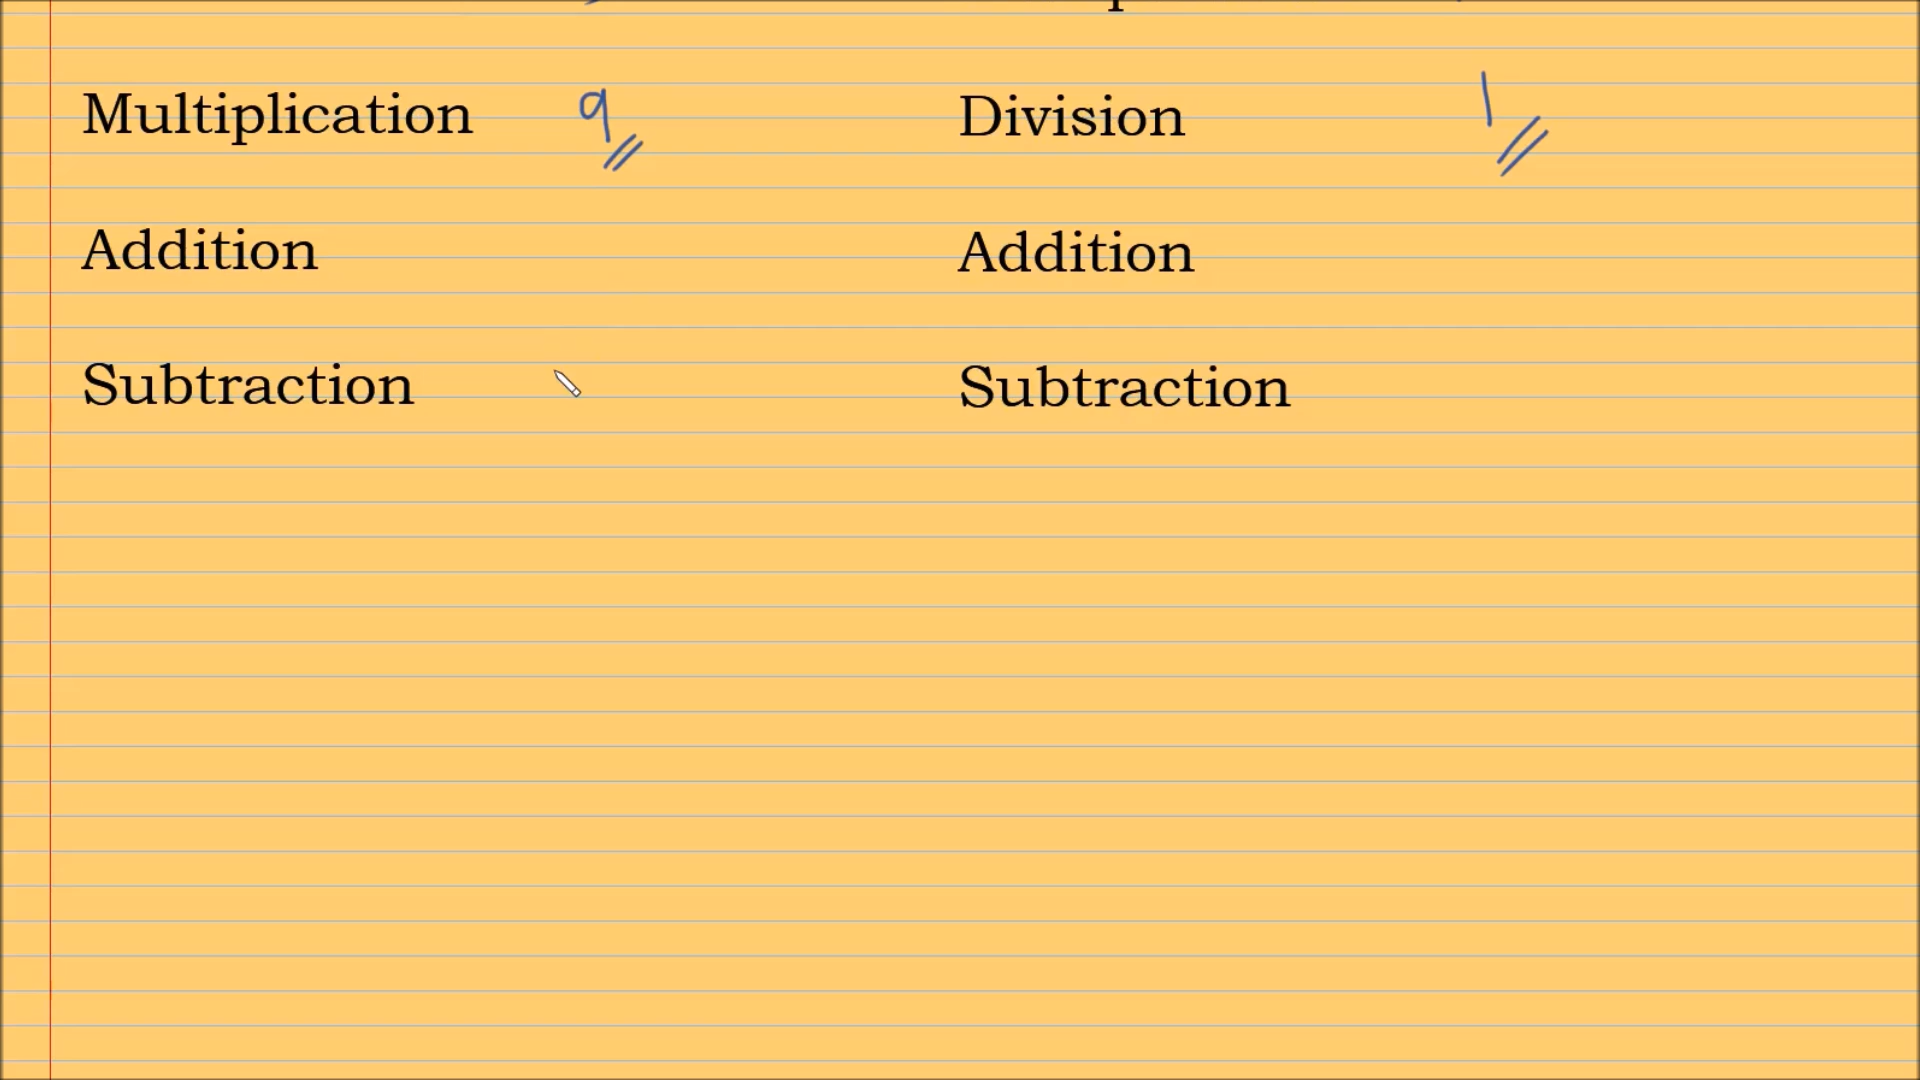 Multiplication 9 Division 1
Addition Addition
Subtraction Subtraction